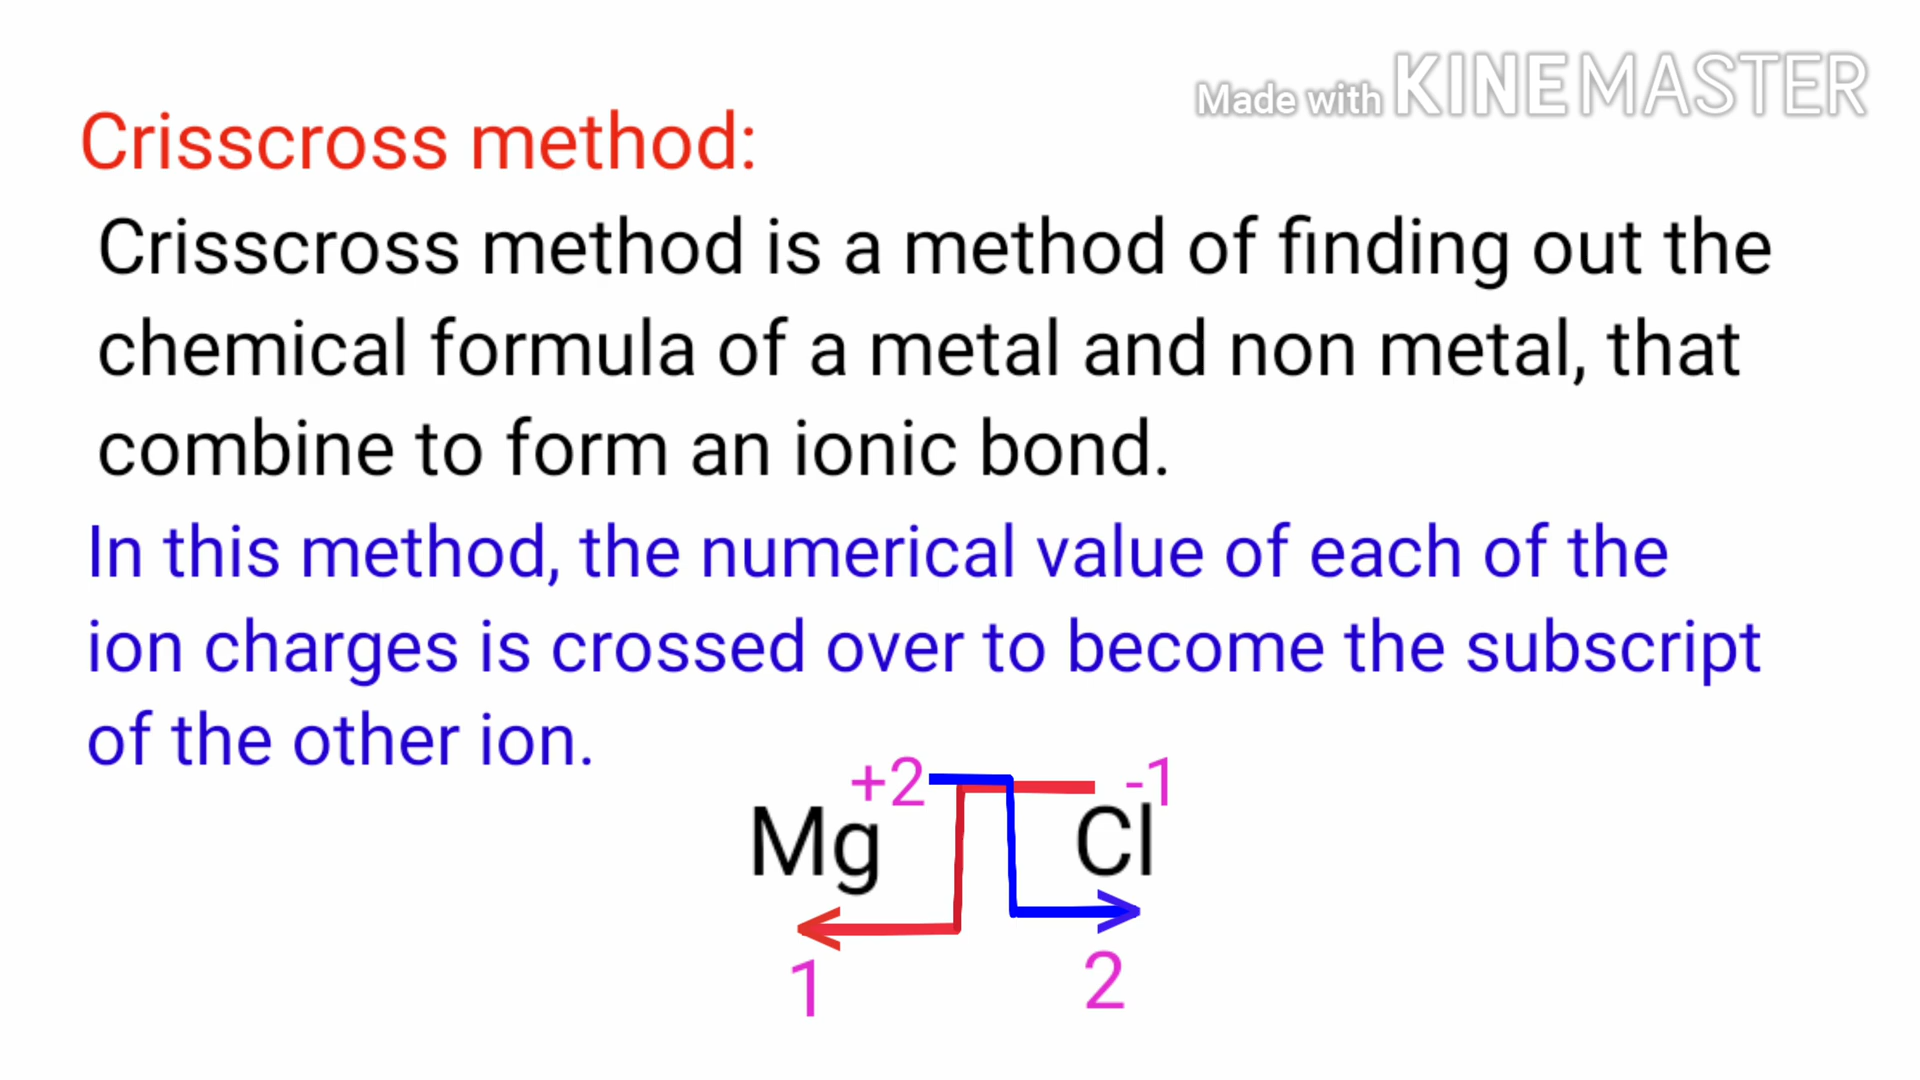 Made with KINEMASTER
Crisscross method:
Crisscross method is a method of finding out the
chemical formula of a metal and non metal, that
combine to form an ionic bond.
In this method, the numerical value of each of the
ion charges is crossed over to become the subscript
of the other ion.
+2 -1
Mg Cl
1 2